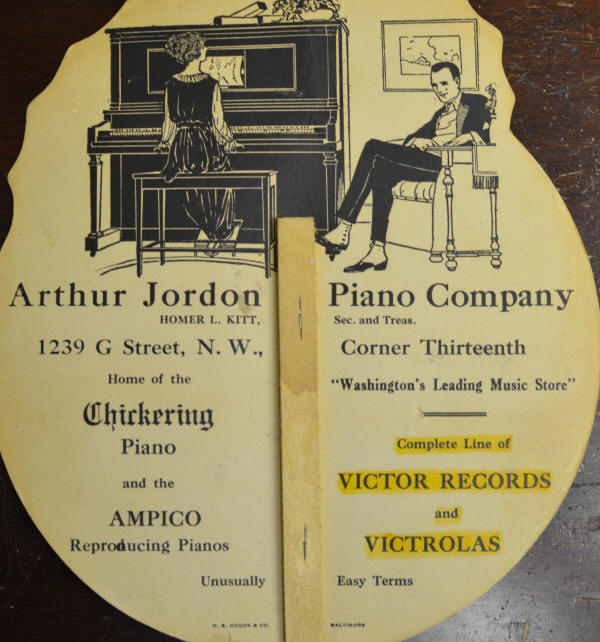 Arthur Jordon Piano Company
HOMER L. KITT, Sec. and Treas.
1239 G Street, N. W., Corner Thirteenth
Home of the
Chickering
Piano
and the
AMPICO
Reproducing Pianos
"Washington's Leading Music Store"
Complete Line of
VICTOR RECORDS
and
VICTROLAS
Unusually Easy Terms
H. E. HOUCK & CO. BALTIMORE